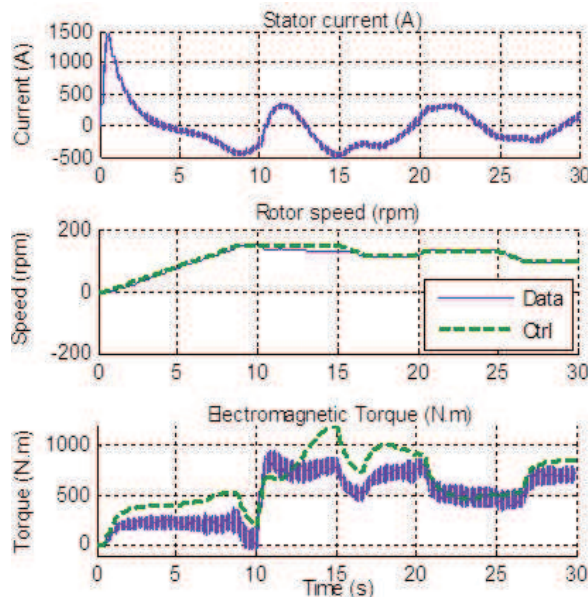 Stator current (A)
Current (A)
1500
1000
500
0
-500
0 5 10 15 20 25 30
Rotor speed (rpm)
Speed (rpm)
200
0
-200
Data
Ctrl
0 5 10 15 20 25 30
Electromagnetic Torque (N.m)
Torque (N.m)
1000
500
0
0 5 10 15 20 25 30
Time (s)